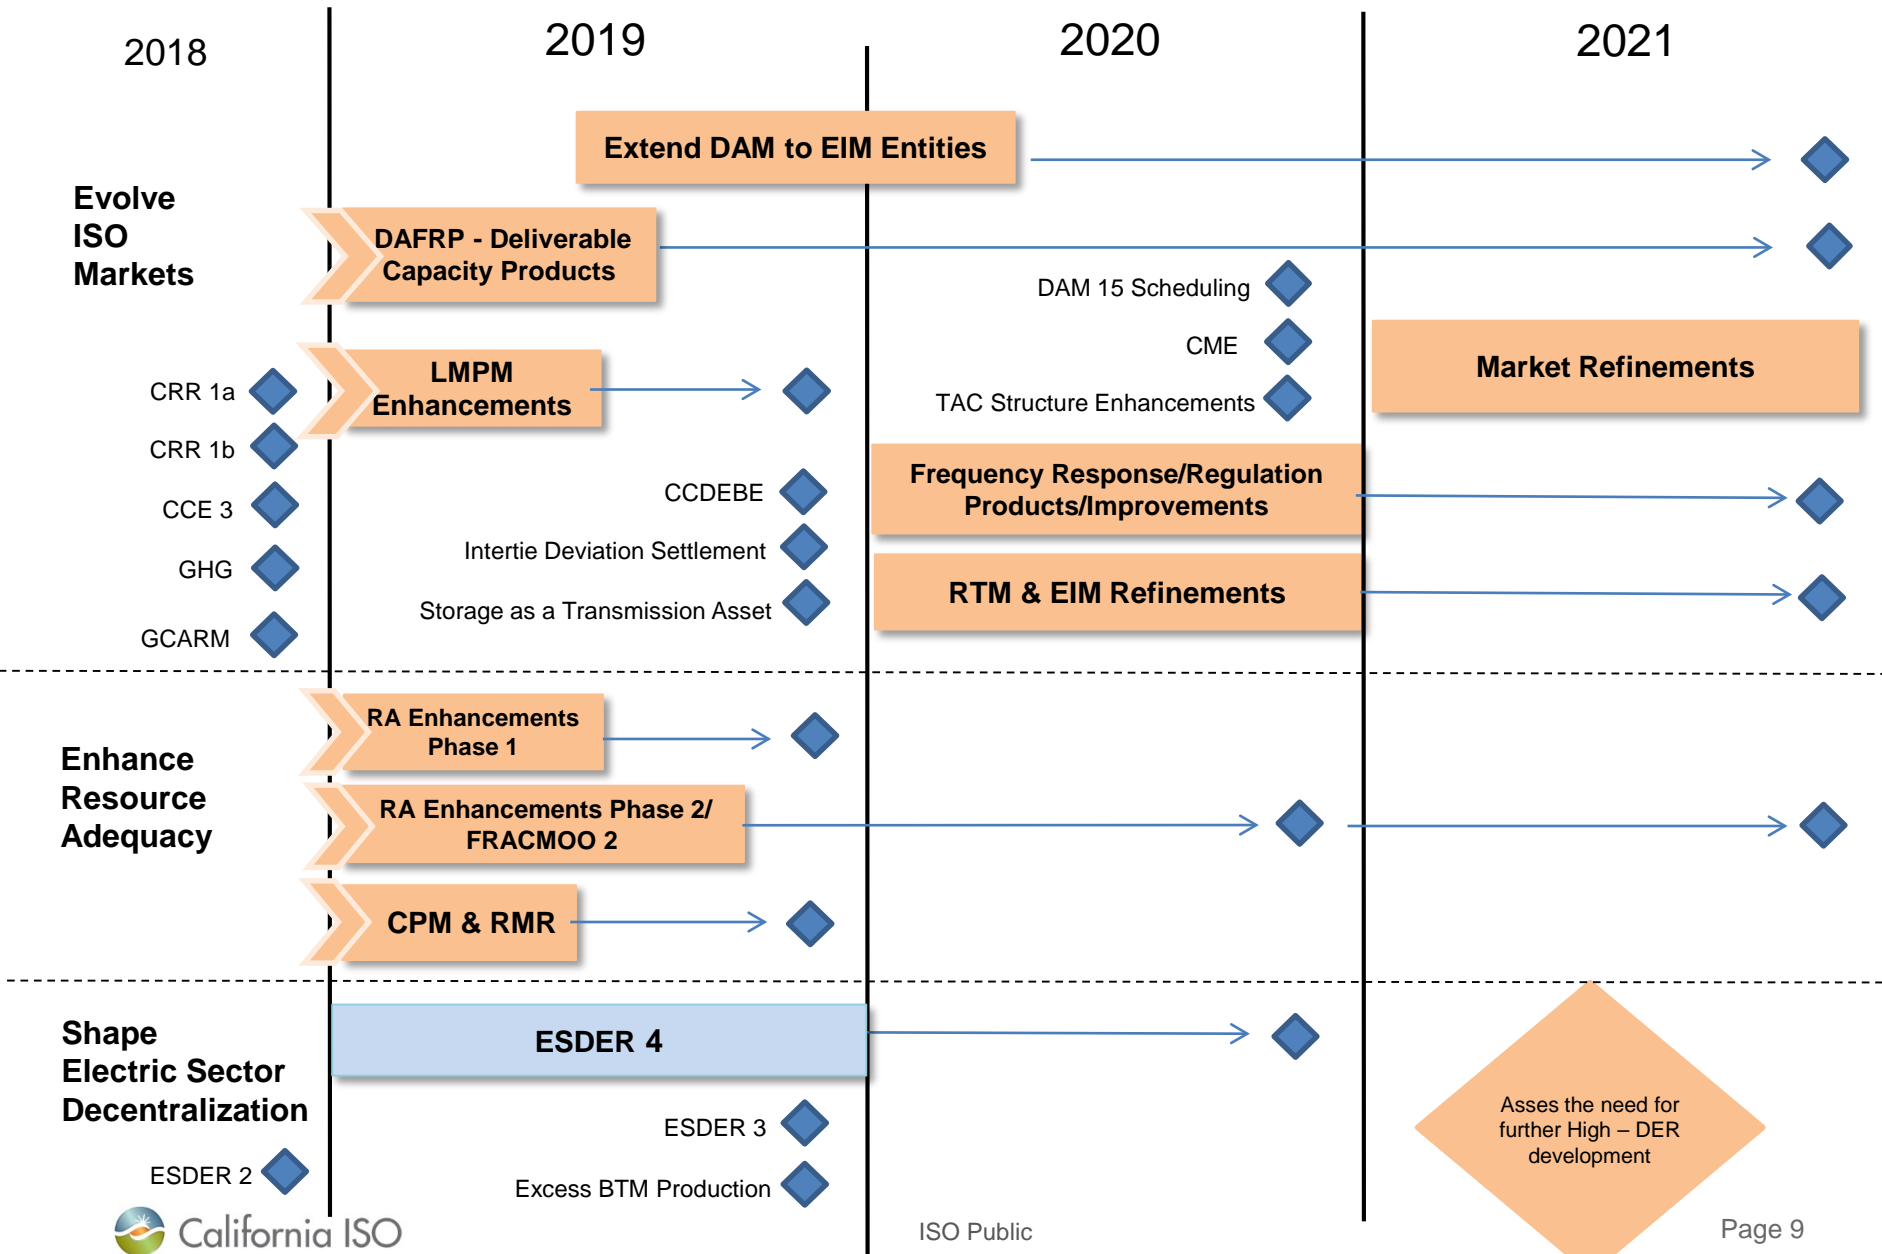 2018
2019
2020
2021
Evolve
ISO
Markets
Extend DAM to EIM Entities
DAFRP - Deliverable
Capacity Products
DAM 15 Scheduling
CME
TAC Structure Enhancements
Market Refinements
LMPM
Enhancements
CRR 1a
CRR 1b
CCE 3
GHG
GCARM
CCDEBE
Intertie Deviation Settlement
Storage as a Transmission Asset
Frequency Response/Regulation
Products/Improvements
RTM & EIM Refinements
Enhance
Resource
Adequacy
RA Enhancements
Phase 1
RA Enhancements Phase 2/
FRACMOO 2
CPM & RMR
Shape
Electric Sector
Decentralization
ESDER 4
ESDER 3
ESDER 2
Excess BTM Production
Asses the need for
further High – DER
development
California ISO
ISO Public
Page 9